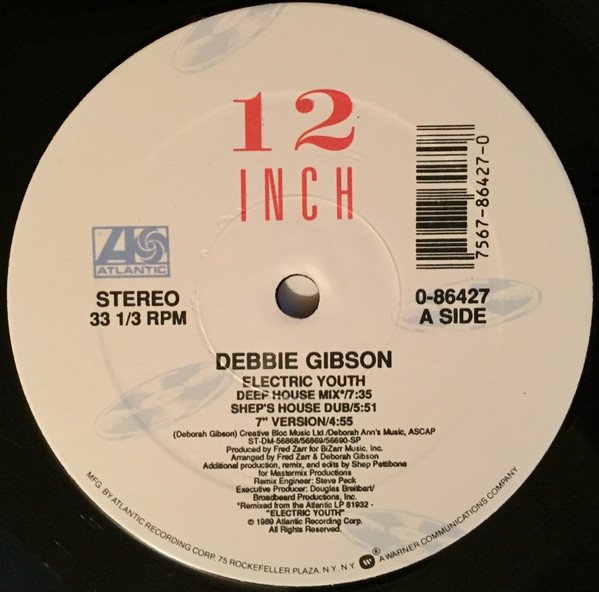 12
INCH
7567-86427-0
ATLANTIC
STEREO
33 1/3 RPM
0-86427
A SIDE
DEBBIE GIBSON
ELECTRIC YOUTH
DEEP HOUSE MIX*/7:35
SHEP'S HOUSE DUB/5:51
7" VERSION/4:55
(Deborah Gibson) Creative Bloc Music Ltd./Deborah Ann's Music, ASCAP
ST-DM-56868/56869/56690-SP
Produced by Fred Zarr for BiZarr Music, Inc.
Arranged by Fred Zarr & Deborah Gibson
Additional production, remix, and edits by Shep Pettibone
for Mastermix Productions
Remix Engineer: Steve Peck
Executive Producer: Douglas Breitbart/
Broadbeard Productions, Inc.
*Remixed from the Atlantic LP 81932 -
"ELECTRIC YOUTH"
© 1989 Atlantic Recording Corp.
All Rights Reserved.
MFG. BY ATLANTIC RECORDING CORP. 75 ROCKEFELLER PLAZA, N.Y. N.Y. ® A WARNER COMMUNICATIONS COMPANY